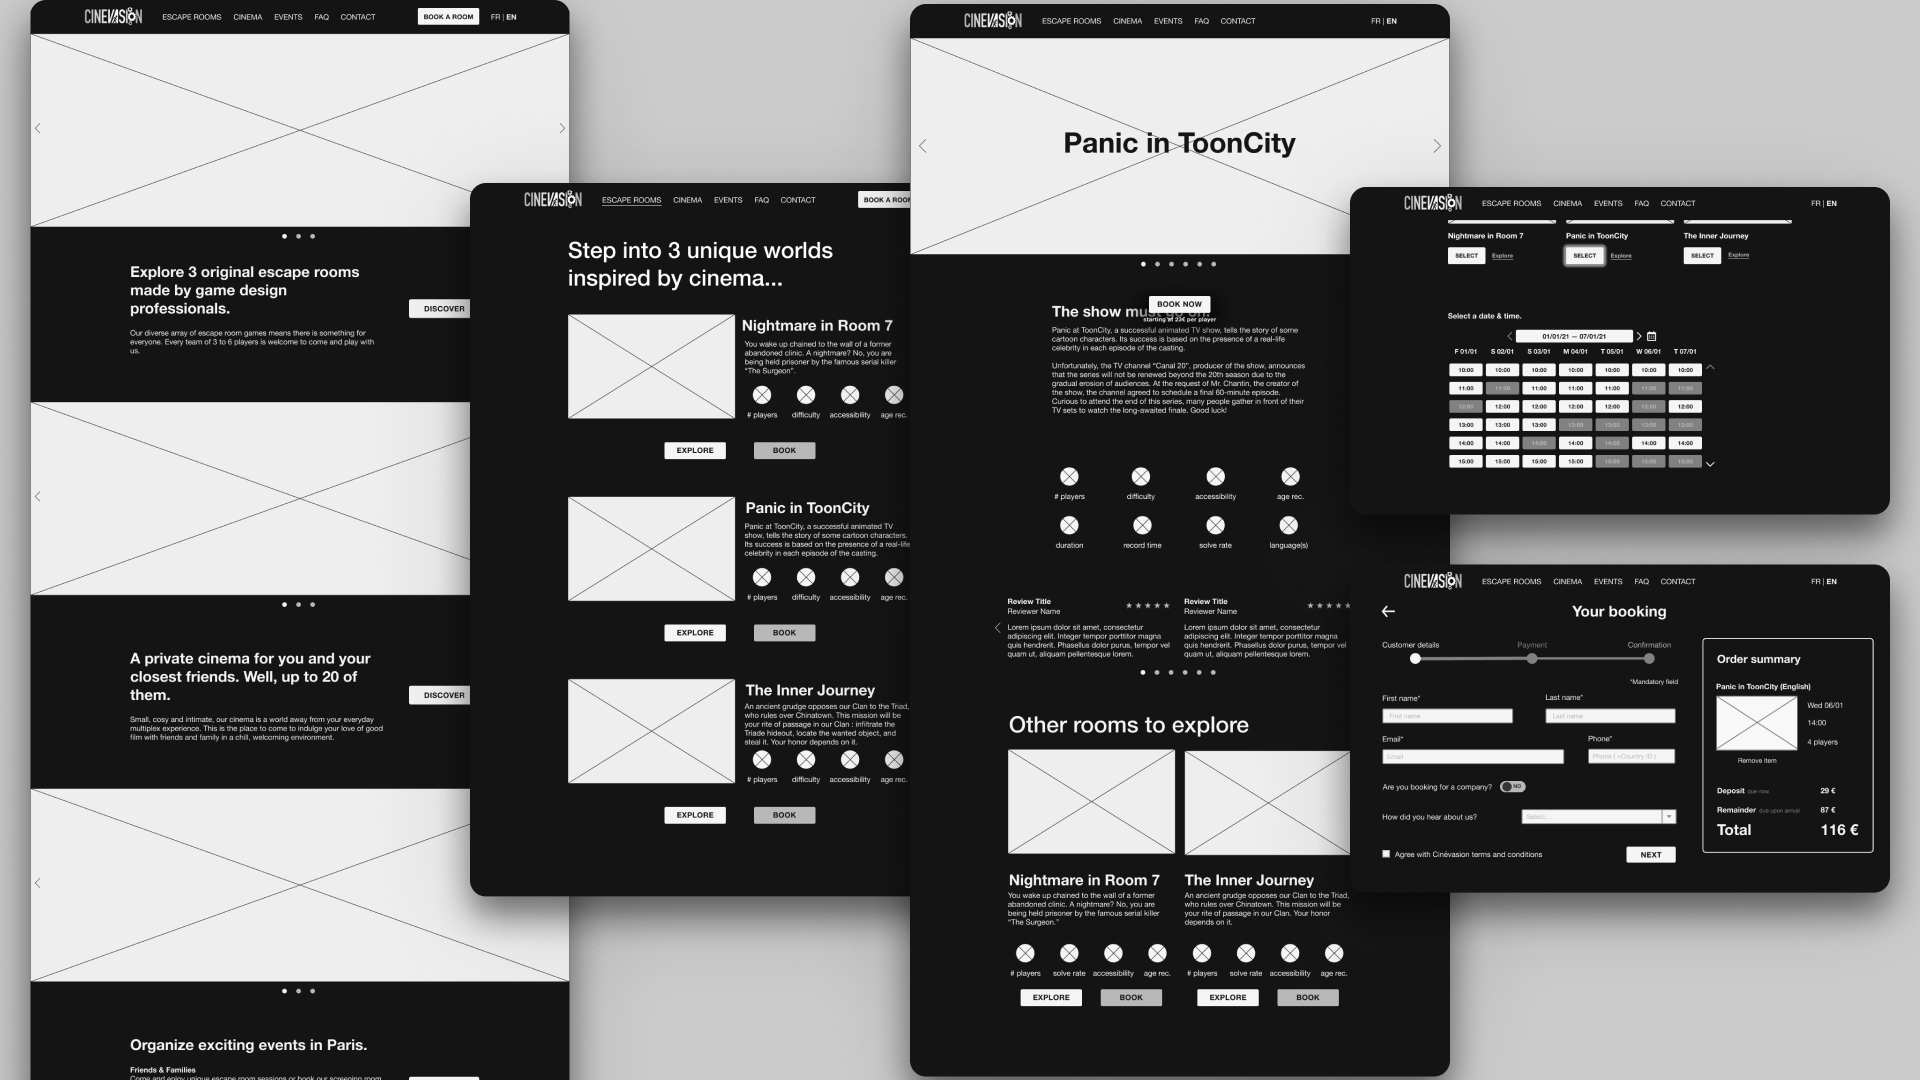 CINEVASION
ESCAPE ROOMS CINEMA EVENTS FAQ CONTACT
BOOK A ROOM
FR | EN
Explore 3 original escape rooms
made by game design
professionals.
Our diverse array of escape room games means there is something for
everyone. Every team of 3 to 6 players is welcome to come and play with
us.
DISCOVER
A private cinema for you and your
closest friends. Well, up to 20 of
them.
Small, cosy and intimate, our cinema is a world away from your everyday
multiplex experience. This is the place to come to indulge your love of good
film with friends and family in a chill, welcoming environment.
DISCOVER
Organize exciting events in Paris.
Friends & Families
Come and enjoy unique escape room sessions or book our screening room
CINEVASION
ESCAPE ROOMS CINEMA EVENTS FAQ CONTACT
BOOK A ROOM
Step into 3 unique worlds
inspired by cinema...
Nightmare in Room 7
You wake up chained to the wall of a former
abandoned clinic. A nightmare? No, you are
being held prisoner by the famous serial killer
“The Surgeon”.
# players difficulty accessibility age rec.
EXPLORE BOOK
Panic in ToonCity
Panic at ToonCity, a successful animated TV
show, tells the story of some cartoon characters.
Its success is based on the presence of a real-life
celebrity in each episode of the casting.
# players difficulty accessibility age rec.
EXPLORE BOOK
The Inner Journey
An ancient grudge opposes our Clan to the Triad,
who rules over Chinatown. This mission will be
your rite of passage in our Clan : infiltrate the
Triade hideout, locate the wanted object, and
steal it. Your honor depends on it.
# players difficulty accessibility age rec.
EXPLORE BOOK
CINEVASION
ESCAPE ROOMS CINEMA EVENTS FAQ CONTACT
FR | EN
Panic in ToonCity
BOOK NOW
starting at 23€ per player
The show must go on!
Panic at ToonCity, a successful animated TV show, tells the story of some
cartoon characters. Its success is based on the presence of a real-life
celebrity in each episode of the casting.
Unfortunately, the TV channel “Canal 20”, producer of the show, announces
that the series will not be renewed beyond the 20th season due to the
gradual erosion of audiences. At the request of Mr. Chantin, the creator of
the show, the channel agreed to schedule a final 60-minute episode.
Curious to attend the end of this series, many people gather in front of their
TV sets to watch the long-awaited finale. Good luck!
# players difficulty accessibility age rec.
duration record time solve rate language(s)
Review Title
Reviewer Name
Lorem ipsum dolor sit amet, consectetur
adipiscing elit. Integer tempor porttitor magna
quis hendrerit. Phasellus dolor purus, tempor vel
quam ut, aliquam pellentesque lorem.
Review Title
Reviewer Name
Lorem ipsum dolor sit amet, consectetur
adipiscing elit. Integer tempor porttitor magna
quis hendrerit. Phasellus dolor purus, tempor vel
quam ut, aliquam pellentesque lorem.
Other rooms to explore
Nightmare in Room 7
You wake up chained to the wall of a former
abandoned clinic. A nightmare? No, you are
being held prisoner by the famous serial killer
“The Surgeon.”
# players solve rate accessibility age rec.
EXPLORE BOOK
The Inner Journey
An ancient grudge opposes our Clan to the Triad,
who rules over Chinatown. This mission will be
your rite of passage in our Clan. Your honor
depends on it.
# players solve rate accessibility age rec.
EXPLORE BOOK
CINEVASION
ESCAPE ROOMS CINEMA EVENTS FAQ CONTACT
FR | EN
Nightmare in Room 7 Panic in ToonCity The Inner Journey
SELECT Explore SELECT Explore SELECT Explore
Select a date & time.
01/01/21 — 07/01/21
F 01/01 S 02/01 S 03/01 M 04/01 T 05/01 W 06/01 T 07/01
10:00 10:00 10:00 10:00 10:00 10:00 10:00
11:00 11:00 11:00 11:00 11:00 11:00 11:00
12:00 12:00 12:00 12:00 12:00 12:00 12:00
13:00 13:00 13:00 13:00 13:00 13:00 13:00
14:00 14:00 14:00 14:00 14:00 14:00 14:00
15:00 15:00 15:00 15:00 15:00 15:00 15:00
CINEVASION
ESCAPE ROOMS CINEMA EVENTS FAQ CONTACT
FR | EN
Your booking
Customer details Payment Confirmation
*Mandatory field
First name* Last name*
First name Last name
Email* Phone*
Email Phone ( +Country ID )
Are you booking for a company? NO
How did you hear about us? Select...
Agree with Cinévasion terms and conditions
NEXT
Order summary
Panic in ToonCity (English)
Wed 06/01
14:00
4 players
Remove item
Deposit due now 29 €
Remainder due upon arrival 87 €
Total 116 €